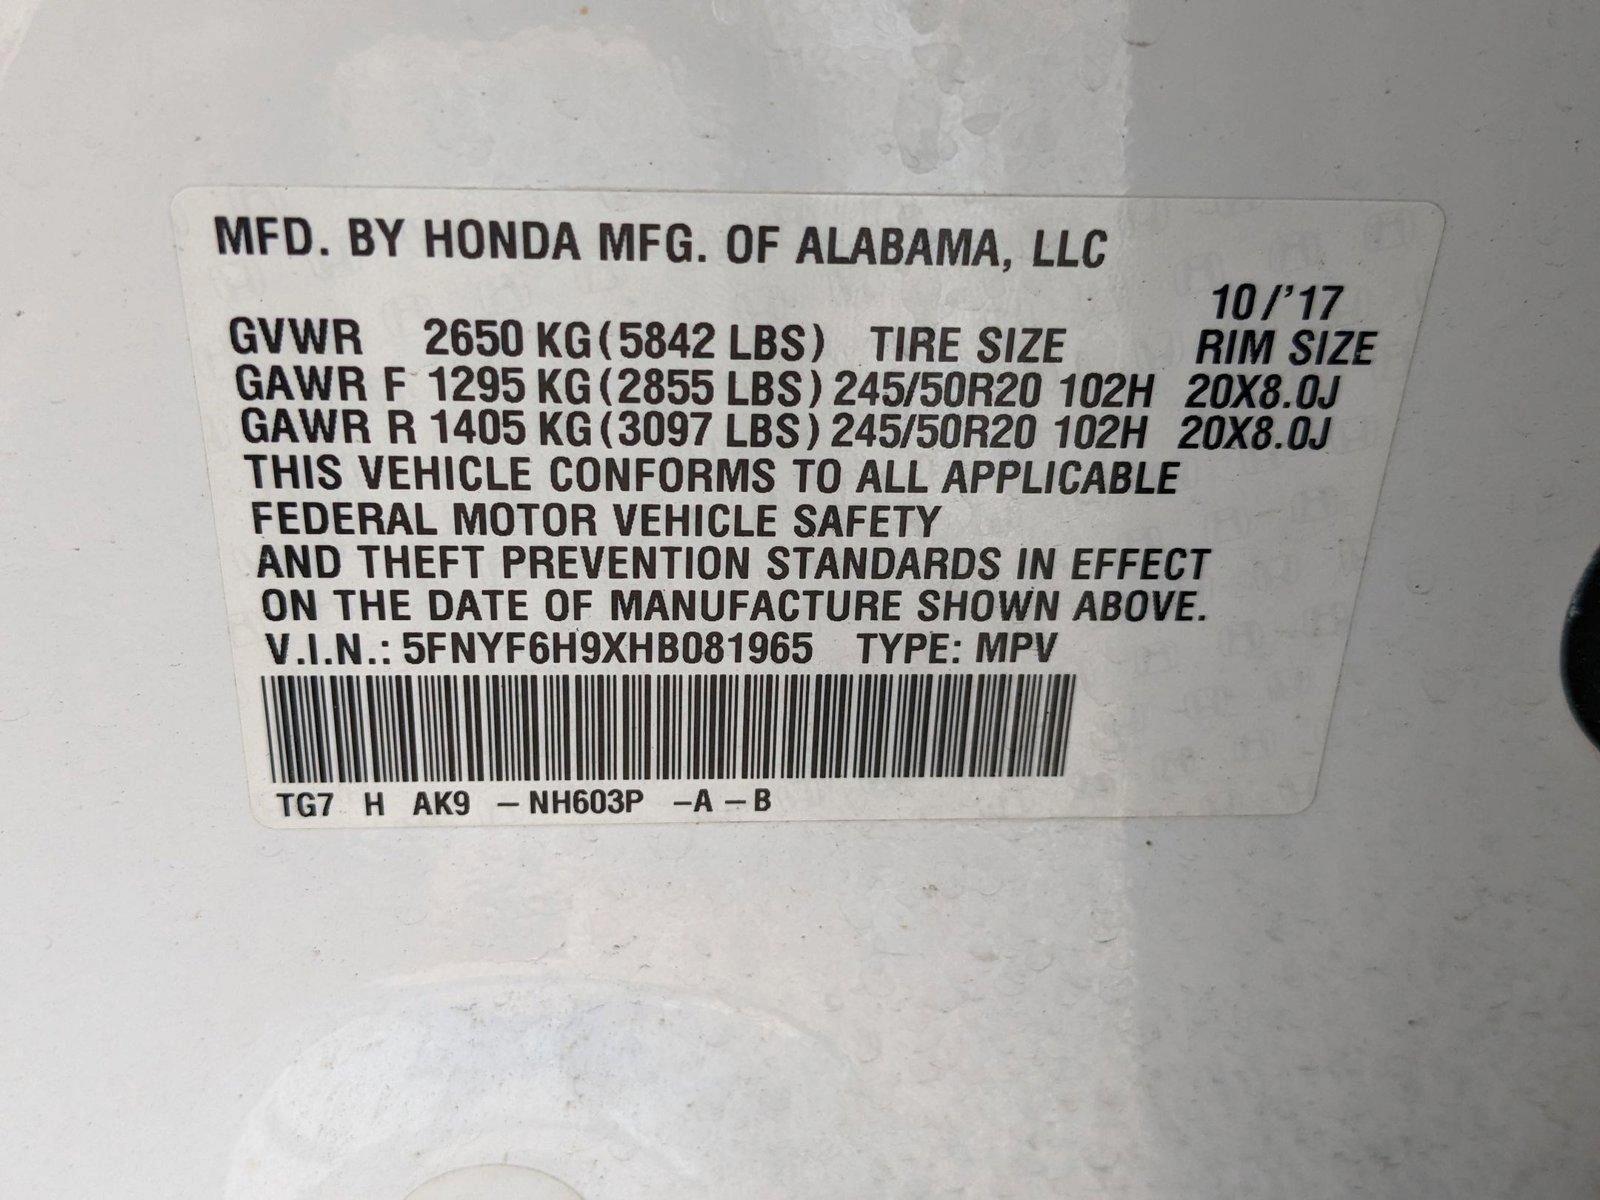 MFD. BY HONDA MFG. OF ALABAMA, LLC
10/'17
GVWR 2650 KG (5842 LBS) TIRE SIZE RIM SIZE
GAWR F 1295 KG (2855 LBS) 245/50R20 102H 20X8.0J
GAWR R 1405 KG (3097 LBS) 245/50R20 102H 20X8.0J
THIS VEHICLE CONFORMS TO ALL APPLICABLE
FEDERAL MOTOR VEHICLE SAFETY
AND THEFT PREVENTION STANDARDS IN EFFECT
ON THE DATE OF MANUFACTURE SHOWN ABOVE.
V.I.N.: 5FNYF6H9XHB081965 TYPE: MPV
TG7 H AK9 – NH603P –A – B